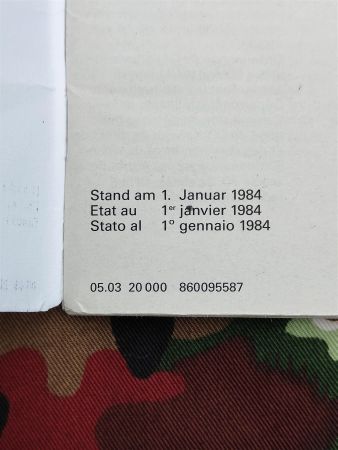 Stand am 1. Januar 1984
Etat au 1er janvier 1984
Stato al 1° gennaio 1984
05.03 20 000 860095587